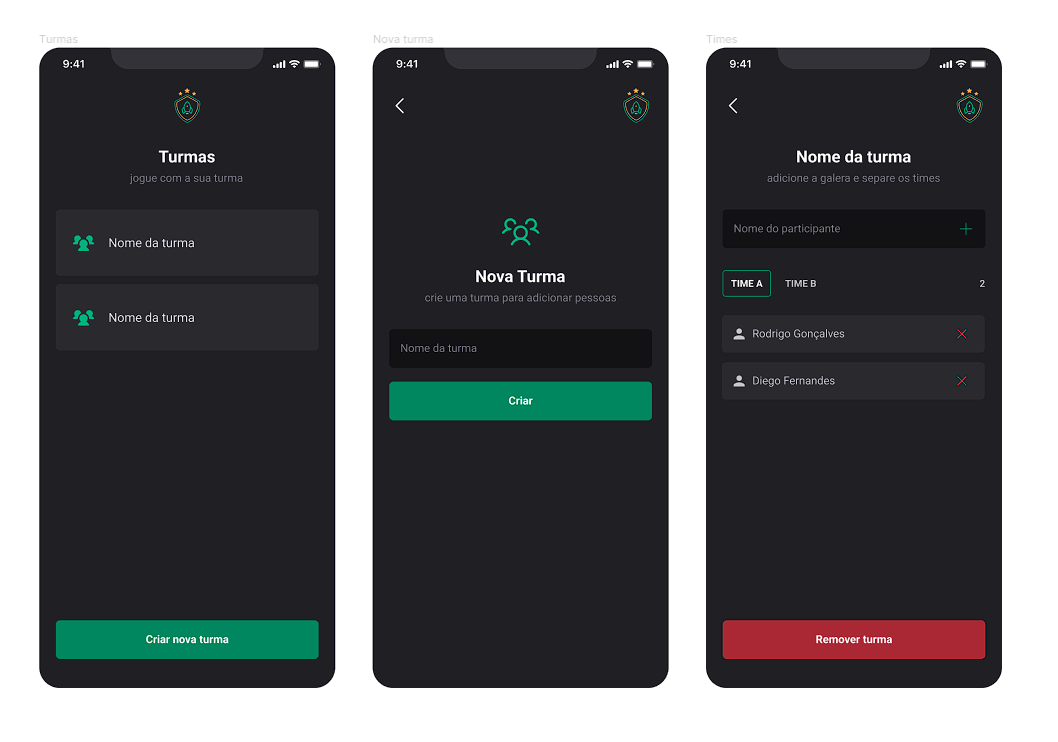 Turmas
9:41
Turmas
jogue com a sua turma
Nome da turma
Nome da turma
Criar nova turma
Nova turma
9:41
Nova Turma
crie uma turma para adicionar pessoas
Nome da turma
Criar
Times
9:41
Nome da turma
adicione a galera e separe os times
Nome do participante
TIME A TIME B 2
Rodrigo Gonçalves
Diego Fernandes
Remover turma